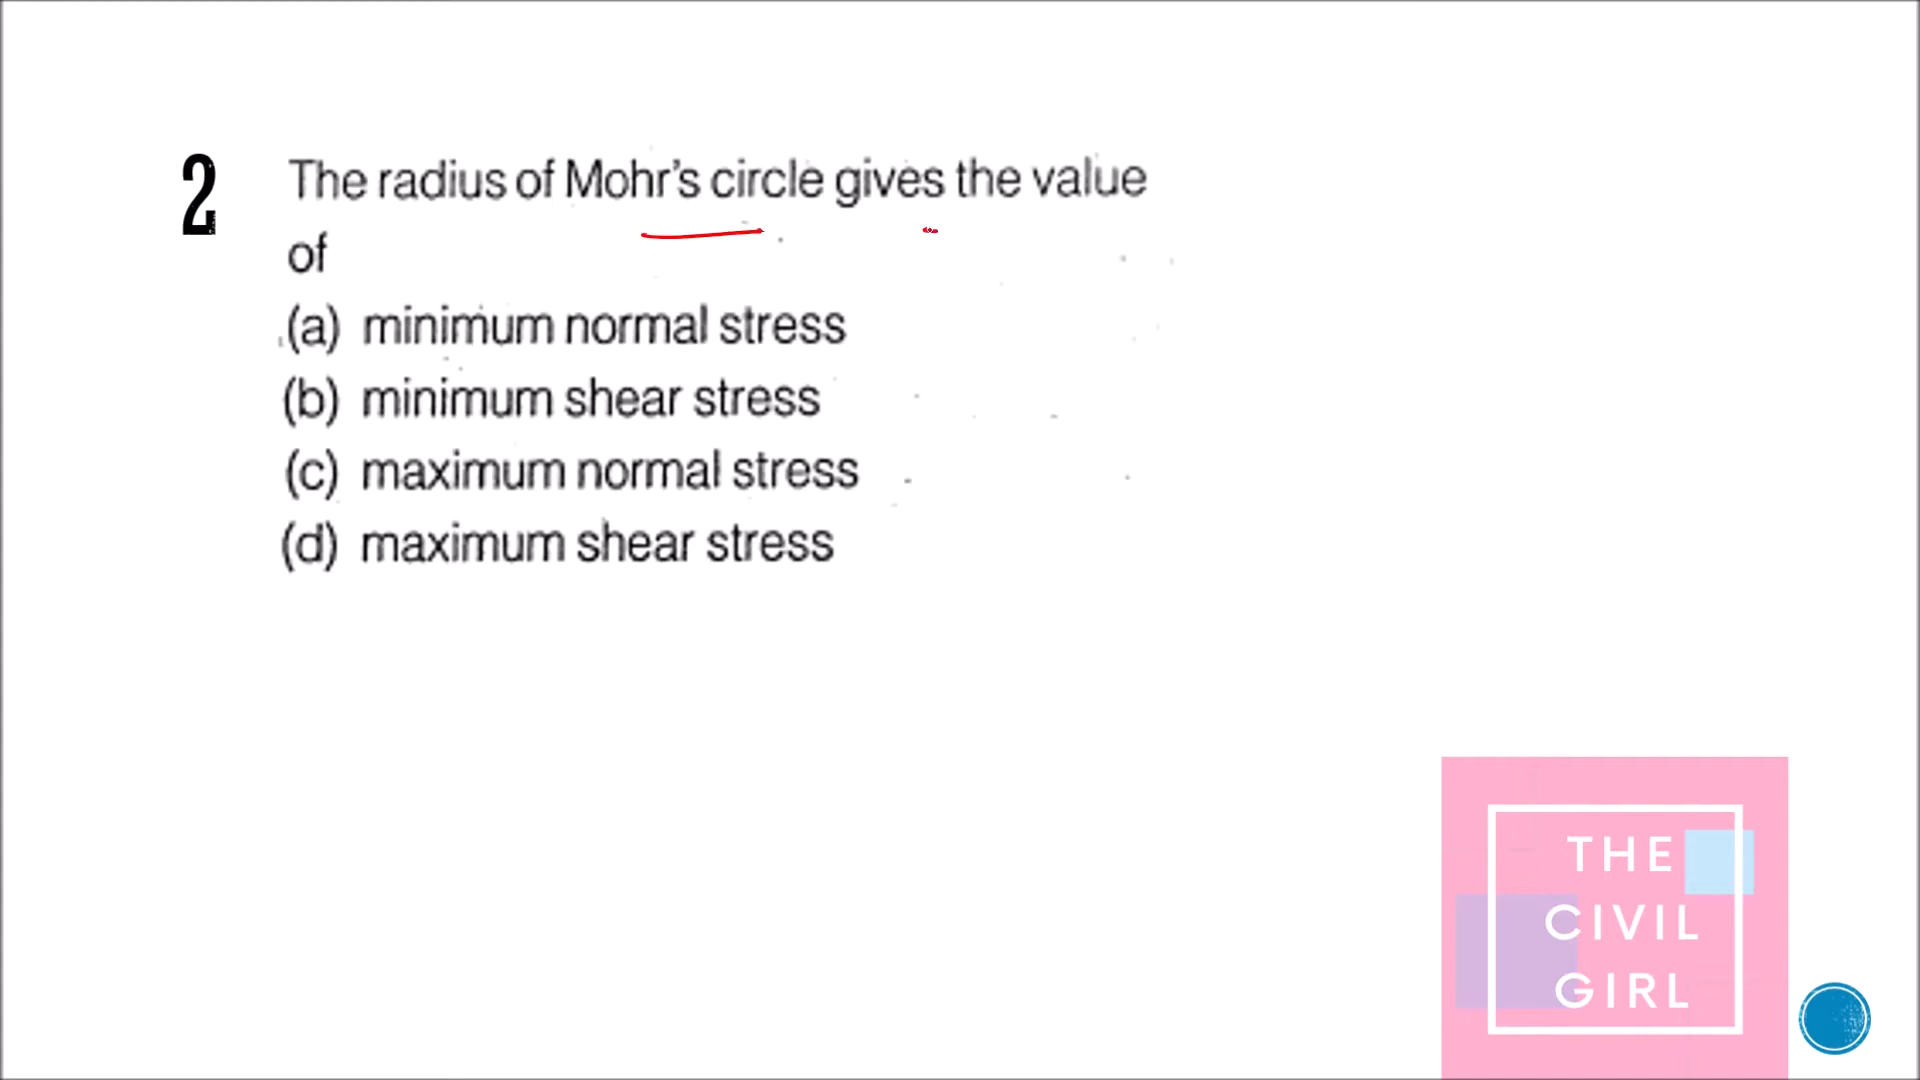 2
The radius of Mohr's circle gives the value
of
(a) minimum normal stress
(b) minimum shear stress
(c) maximum normal stress
(d) maximum shear stress
THE
CIVIL
GIRL